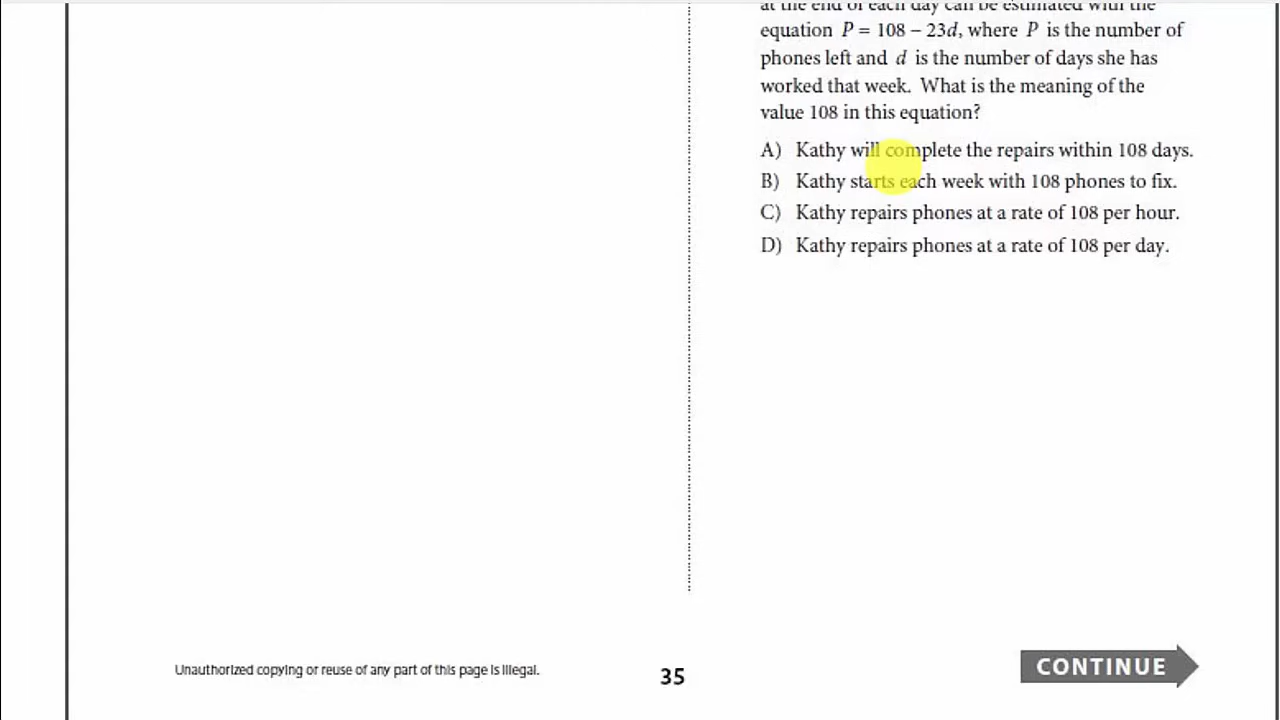 at the end of each day can be estimated with the
equation P = 108 – 23d, where P is the number of
phones left and d is the number of days she has
worked that week. What is the meaning of the
value 108 in this equation?
A) Kathy will complete the repairs within 108 days.
B) Kathy starts each week with 108 phones to fix.
C) Kathy repairs phones at a rate of 108 per hour.
D) Kathy repairs phones at a rate of 108 per day.
Unauthorized copying or reuse of any part of this page is illegal.
35
CONTINUE